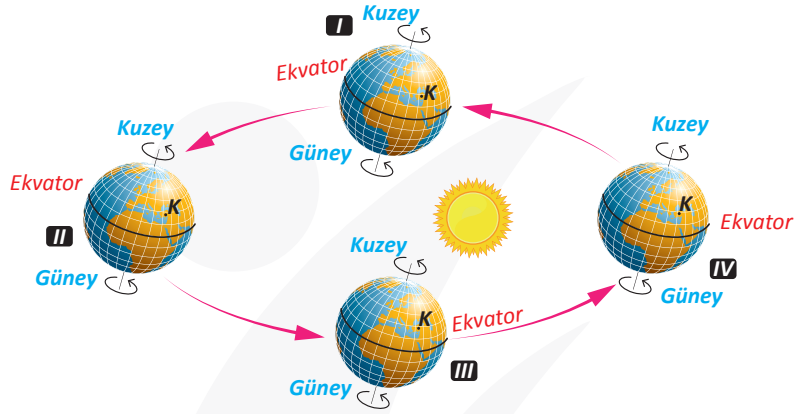 I
Kuzey
Ekvator
.K
Güney
Kuzey
Ekvator
.K
II
Güney
Kuzey
.K
Ekvator
III
Güney
Kuzey
.K
Ekvator
IV
Güney